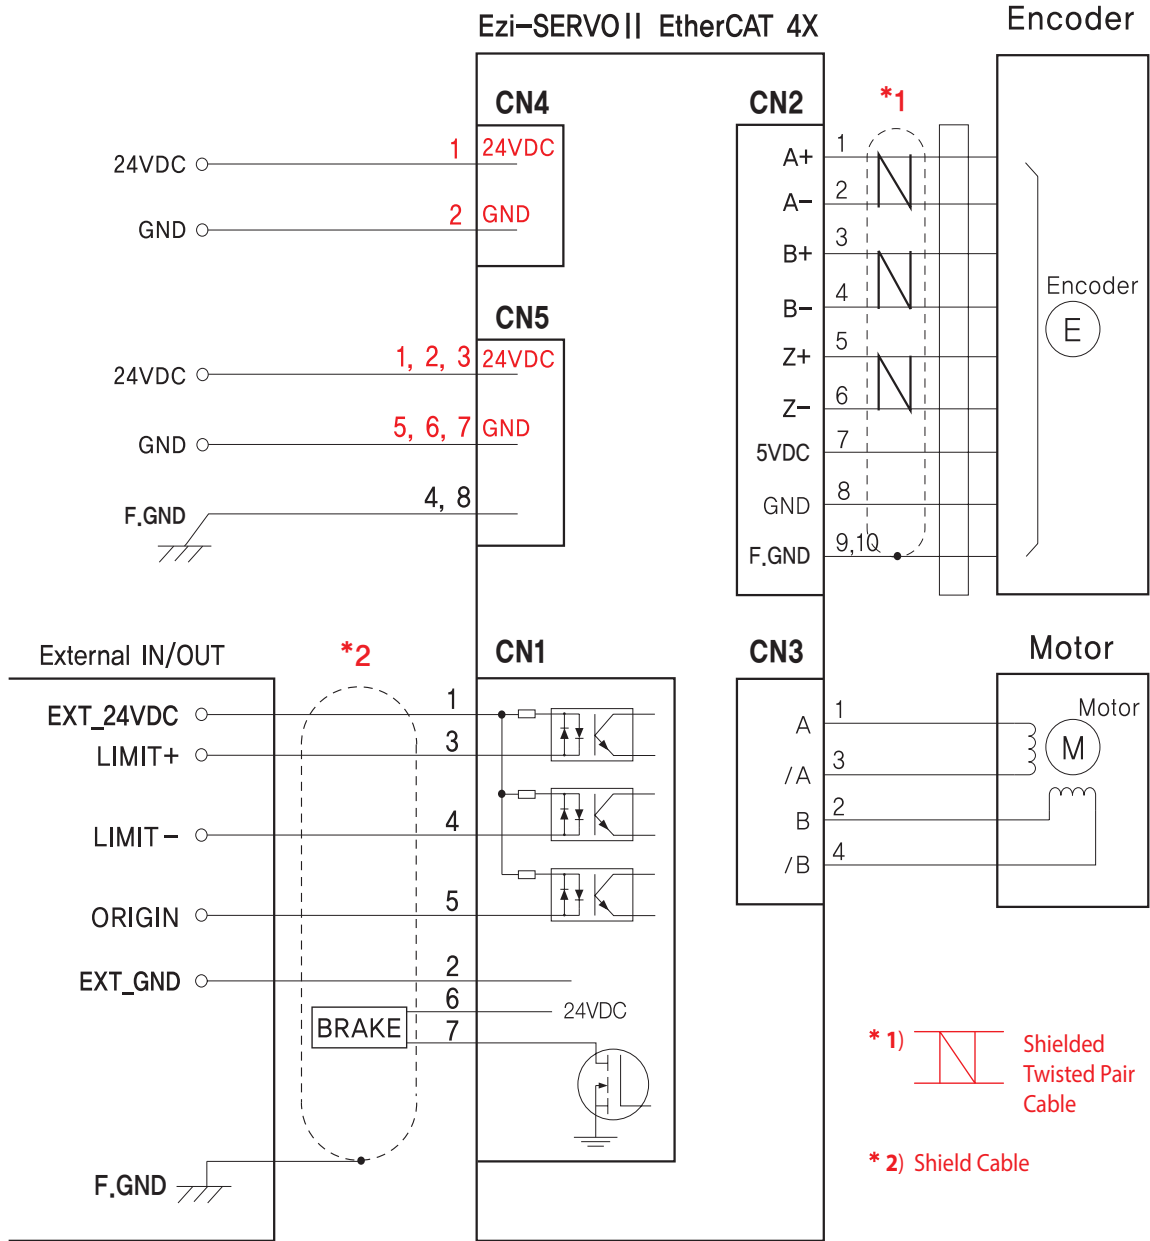 Ezi-SERVOII EtherCAT 4X
Encoder
CN4
1 24VDC
24VDC
2 GND
GND
CN5
1, 2, 3 24VDC
24VDC
5, 6, 7 GND
GND
4, 8
F.GND
CN2
*1
A+ 1
A- 2
B+ 3
B- 4
Z+ 5
Z- 6
5VDC 7
GND 8
F.GND 9,10
Encoder
E
External IN/OUT
*2
CN1
EXT_24VDC 1
LIMIT+ 3
LIMIT- 4
ORIGIN 5
EXT_GND 2
6 24VDC
BRAKE
7
F.GND
CN3
Motor
A 1
/A 3
B 2
/B 4
Motor
M
* 1) Shielded
Twisted Pair
Cable
* 2) Shield Cable